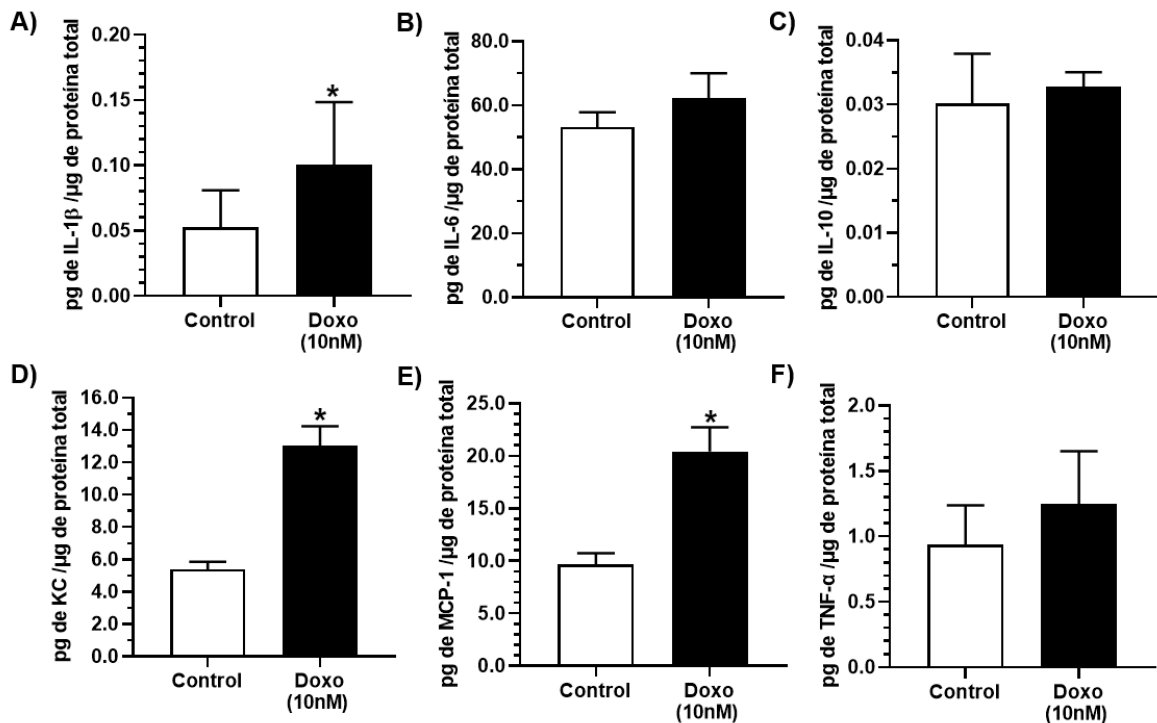 A)
pg de IL-1β /µg de proteína total
0.20
0.15
0.10
0.05
0.00
*
Control
Doxo
(10nM)
B)
pg de IL-6 /µg de proteína total
80.0
60.0
40.0
20.0
0.0
Control
Doxo
(10nM)
C)
pg de IL-10 /µg de proteína total
0.04
0.03
0.02
0.01
0.00
Control
Doxo
(10nM)
D)
pg de KC /µg de proteína total
16.0
14.0
12.0
10.0
8.0
6.0
4.0
2.0
0.0
*
Control
Doxo
(10nM)
E)
pg de MCP-1 /µg de proteína total
25.0
20.0
15.0
10.0
5.0
0.0
*
Control
Doxo
(10nM)
F)
pg de TNF-α /µg de proteína total
2.0
1.5
1.0
0.5
0.0
Control
Doxo
(10nM)